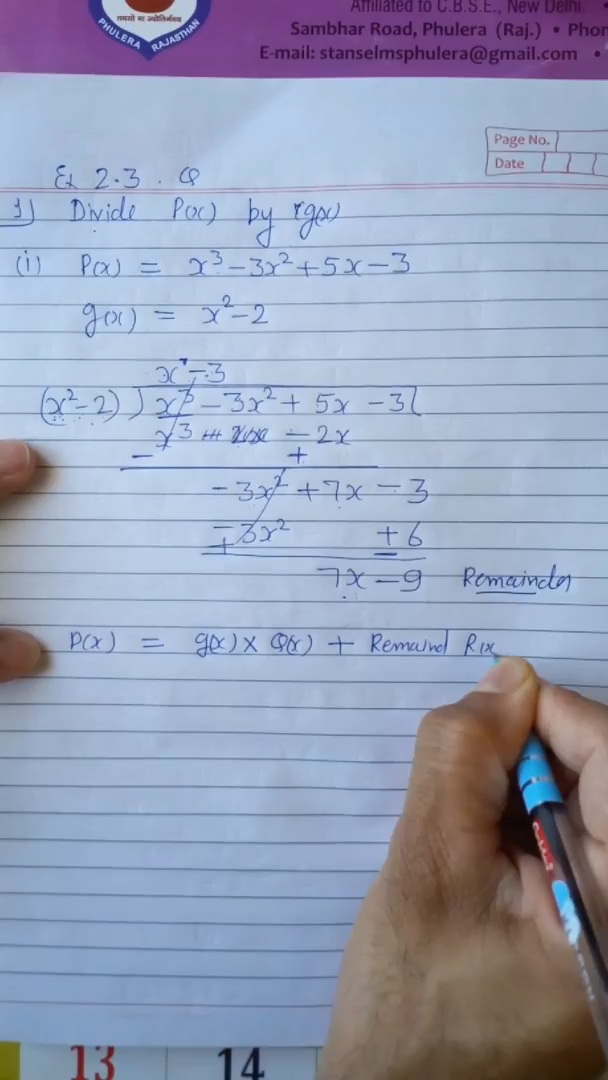 Affiliated to C.B.S.E., New Delhi.
Sambhar Road, Phulera (Raj.) • Phon
E-mail: stanselmsphulera@gmail.com •
तमसो मा ज्योतिर्गमय
PHULERA RAJASTHAN
Page No.
Date
Ex 2.3 . Q
1) Divide P(x) by g(x)
(i) P(x) = x³ - 3x² + 5x - 3
g(x) = x² - 2
x - 3
(x² - 2) ) x³ - 3x² + 5x - 3 (
x³ - 2x
- +
- 3x² + 7x - 3
- 3x² + 6
+ -
7x - 9 Remainder
P(x) = g(x) × Q(x) + Remaind R(x
13 14